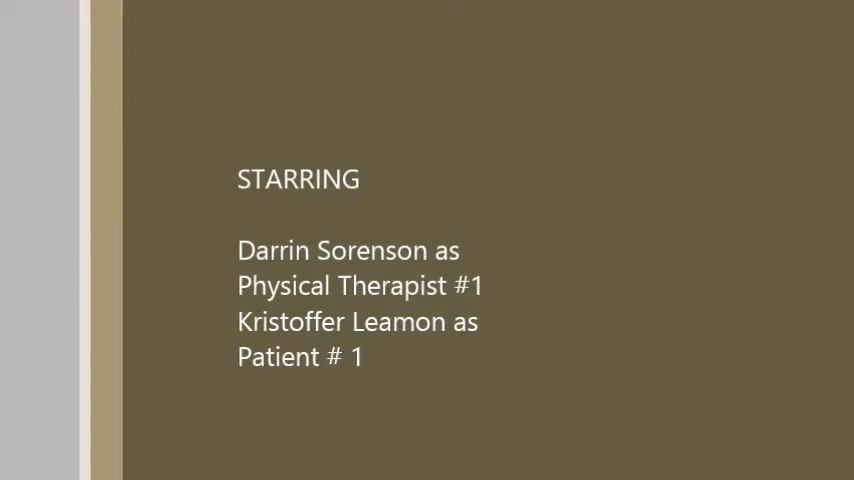 STARRING
Darrin Sorenson as
Physical Therapist #1
Kristoffer Leamon as
Patient # 1